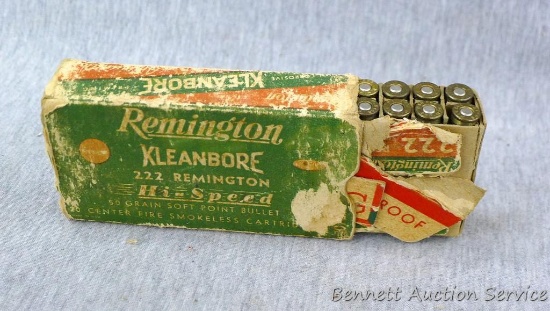 KLEANBORE
Remington
KLEANBORE
222 REMINGTON
Hi-Speed
50 GRAIN SOFT POINT BULLET
CENTER FIRE SMOKELESS
222
Remington
G
ROOF
Bennett Auction Service